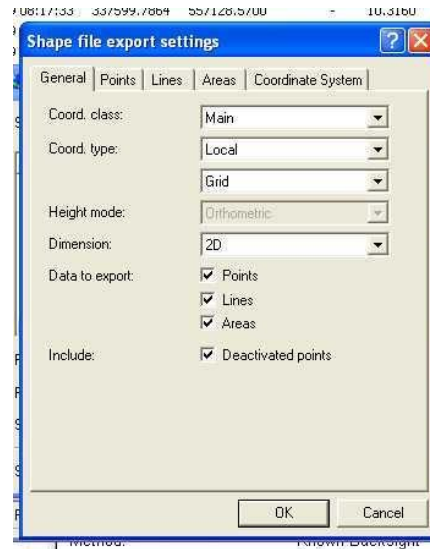 08:17:33 337599.7864 557128.5700 - 10.3160
Shape file export settings
General Points Lines Areas Coordinate System
Coord. class: Main
Coord. type: Local
Grid
Height mode: Orthometric
Dimension: 2D
Data to export: Points
Lines
Areas
Include: Deactivated points
OK Cancel
Method: Known Backsight